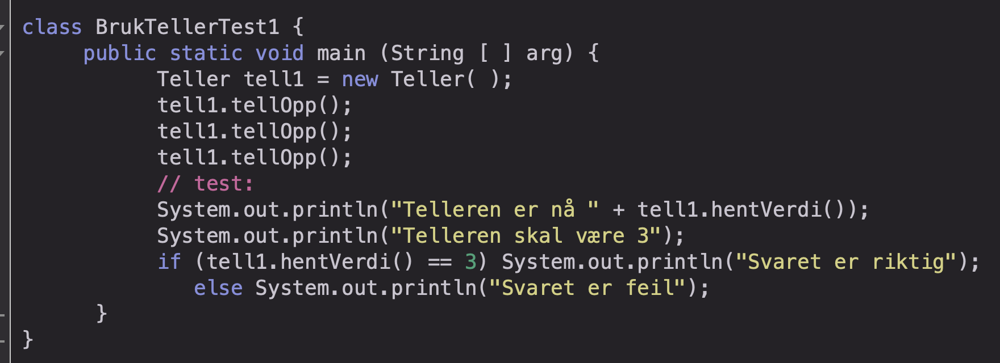 class BrukTellerTest1 {
public static void main (String [ ] arg) {
Teller tell1 = new Teller( );
tell1.tellOpp();
tell1.tellOpp();
tell1.tellOpp();
// test:
System.out.println("Telleren er nå " + tell1.hentVerdi());
System.out.println("Telleren skal være 3");
if (tell1.hentVerdi() == 3) System.out.println("Svaret er riktig");
else System.out.println("Svaret er feil");
}
}